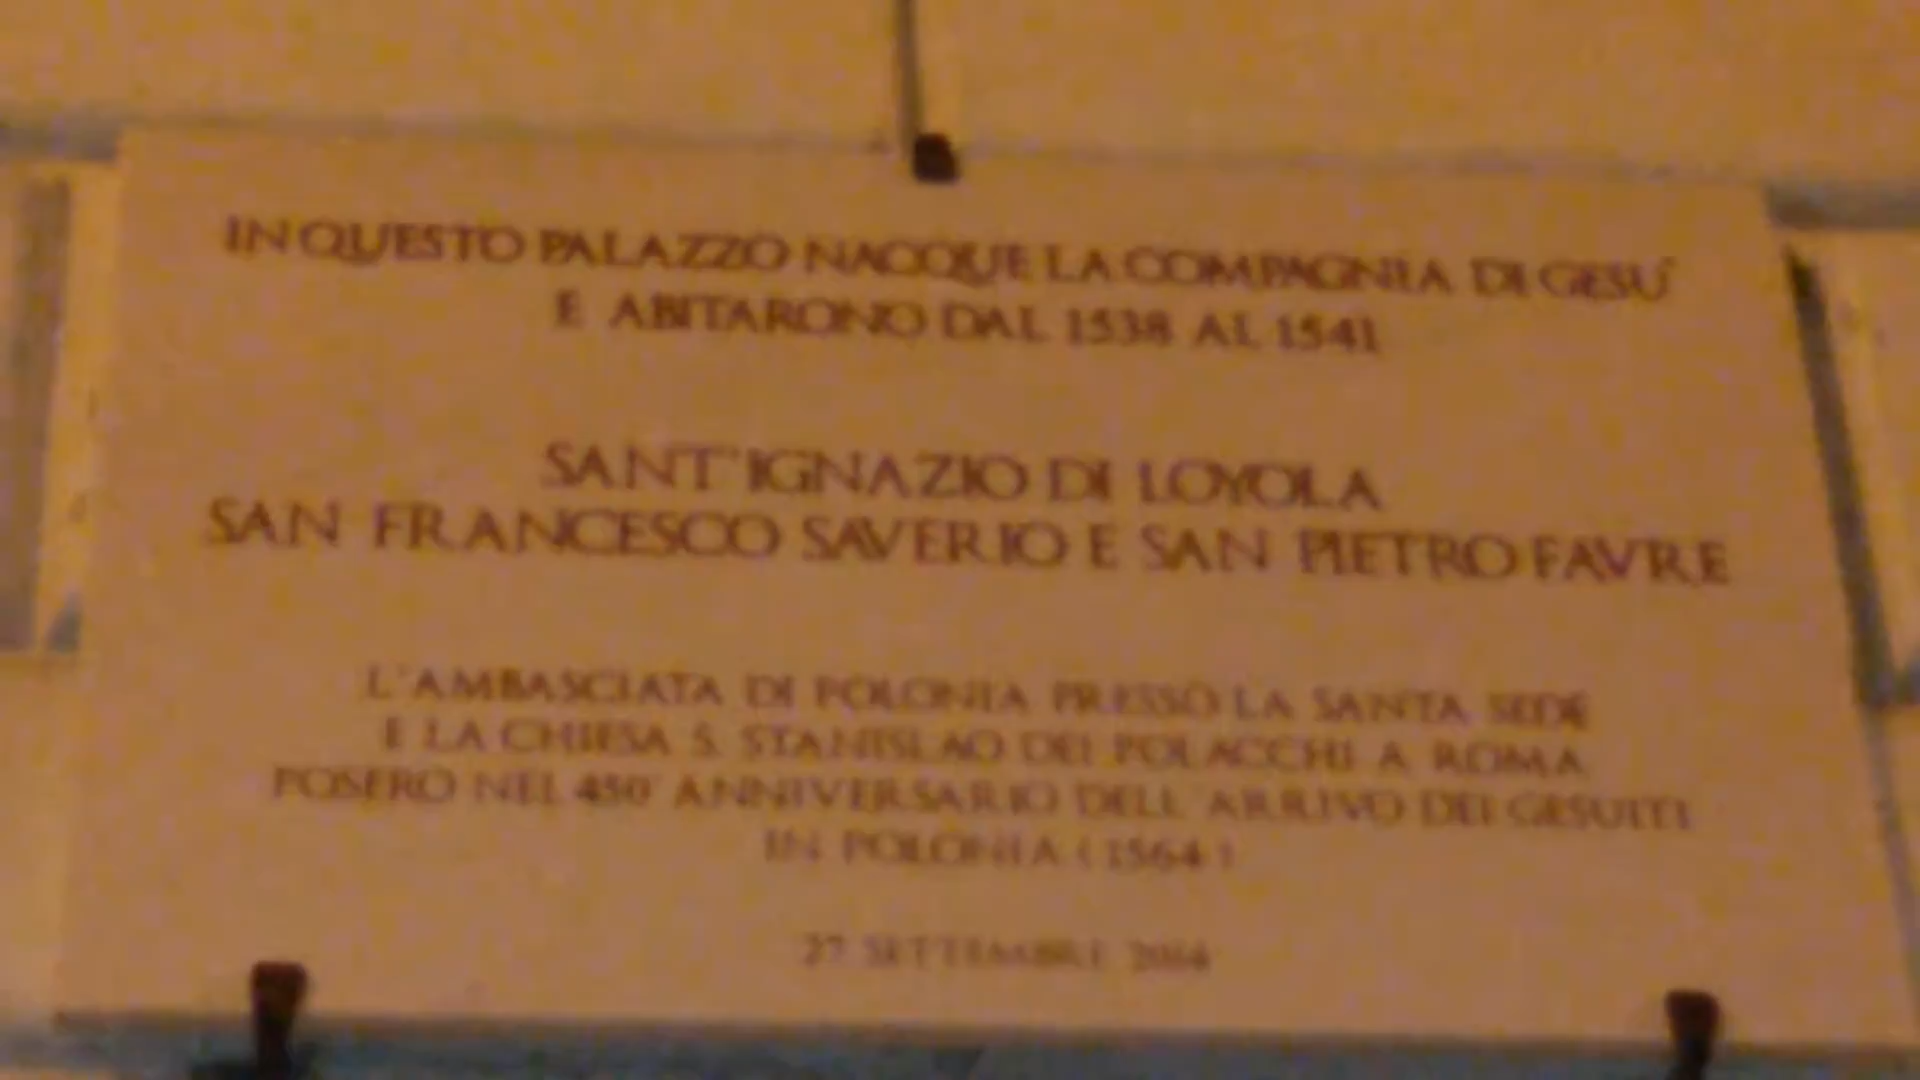 IN QUESTO PALAZZO NACQUE LA COMPAGNIA DI GESU'
E ABITARONO DAL 1538 AL 1541
SANT'IGNAZIO DI LOYOLA
SAN FRANCESCO SAVERIO E SAN PIETRO FAVRE
L'AMBASCIATA DI POLONIA PRESSO LA SANTA SEDE
E LA CHIESA S. STANISLAO DEI POLACCHI A ROMA
POSERO NEL 450° ANNIVERSARIO DELL'ARRIVO DEI GESUITI
IN POLONIA (1564)
27 SETTEMBRE 2014